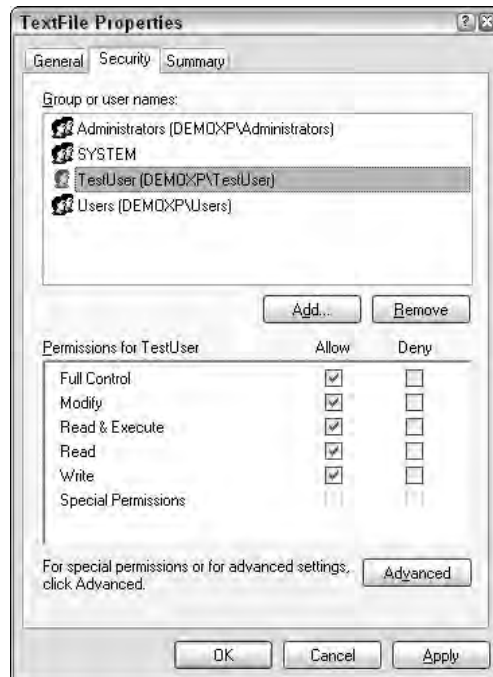 TextFile Properties
General Security Summary
Group or user names:
Administrators (DEMOXP\Administrators)
SYSTEM
TestUser (DEMOXP\TestUser)
Users (DEMOXP\Users)
Add... Remove
Permissions for TestUser Allow Deny
Full Control
Modify
Read & Execute
Read
Write
Special Permissions
For special permissions or for advanced settings,
click Advanced.
Advanced
OK Cancel Apply